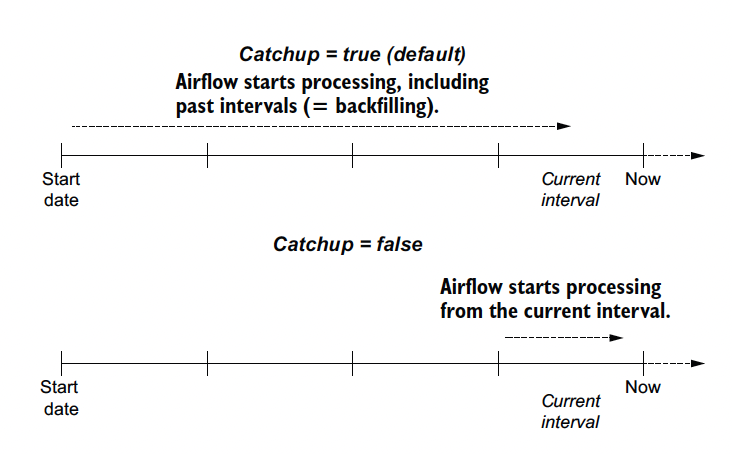 Catchup = true (default)
Airflow starts processing, including
past intervals (= backfilling).
Start
date
Current
interval
Now
Catchup = false
Airflow starts processing
from the current interval.
Start
date
Current
interval
Now